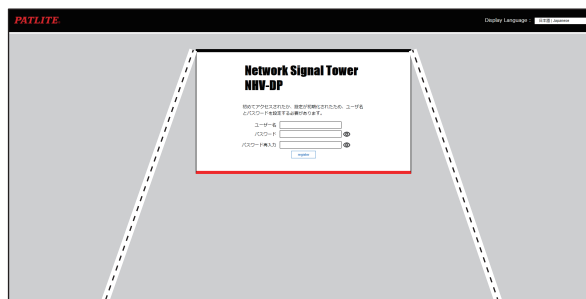 PATLITE.
Display Language :
日本語 | Japanese
Network Signal Tower
NHV-DP
初めてアクセスされたか、設定が初期化されたため、ユーザ名
とパスワードを設定する必要があります。
ユーザー名
パスワード
パスワード再入力
register